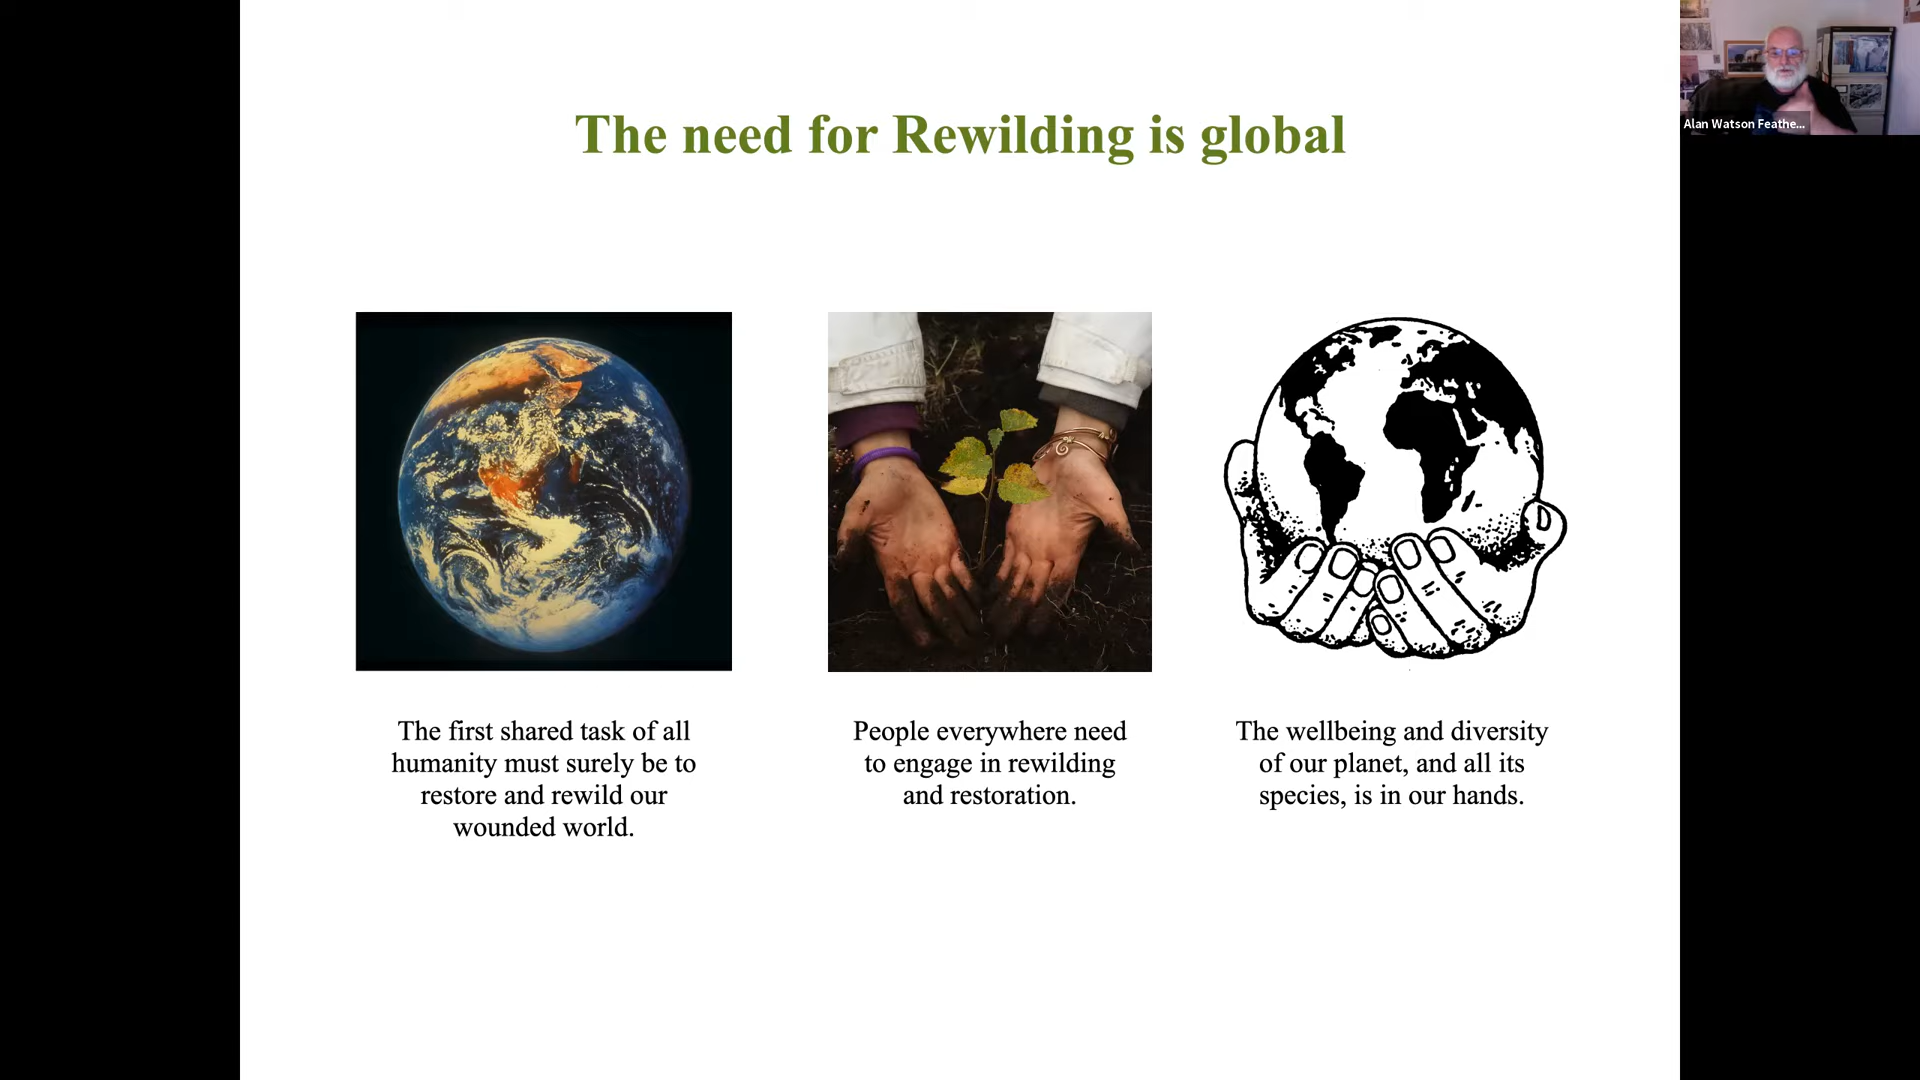 The need for Rewilding is global
Alan Watson Feathe...
The first shared task of all
humanity must surely be to
restore and rewild our
wounded world.
People everywhere need
to engage in rewilding
and restoration.
The wellbeing and diversity
of our planet, and all its
species, is in our hands.